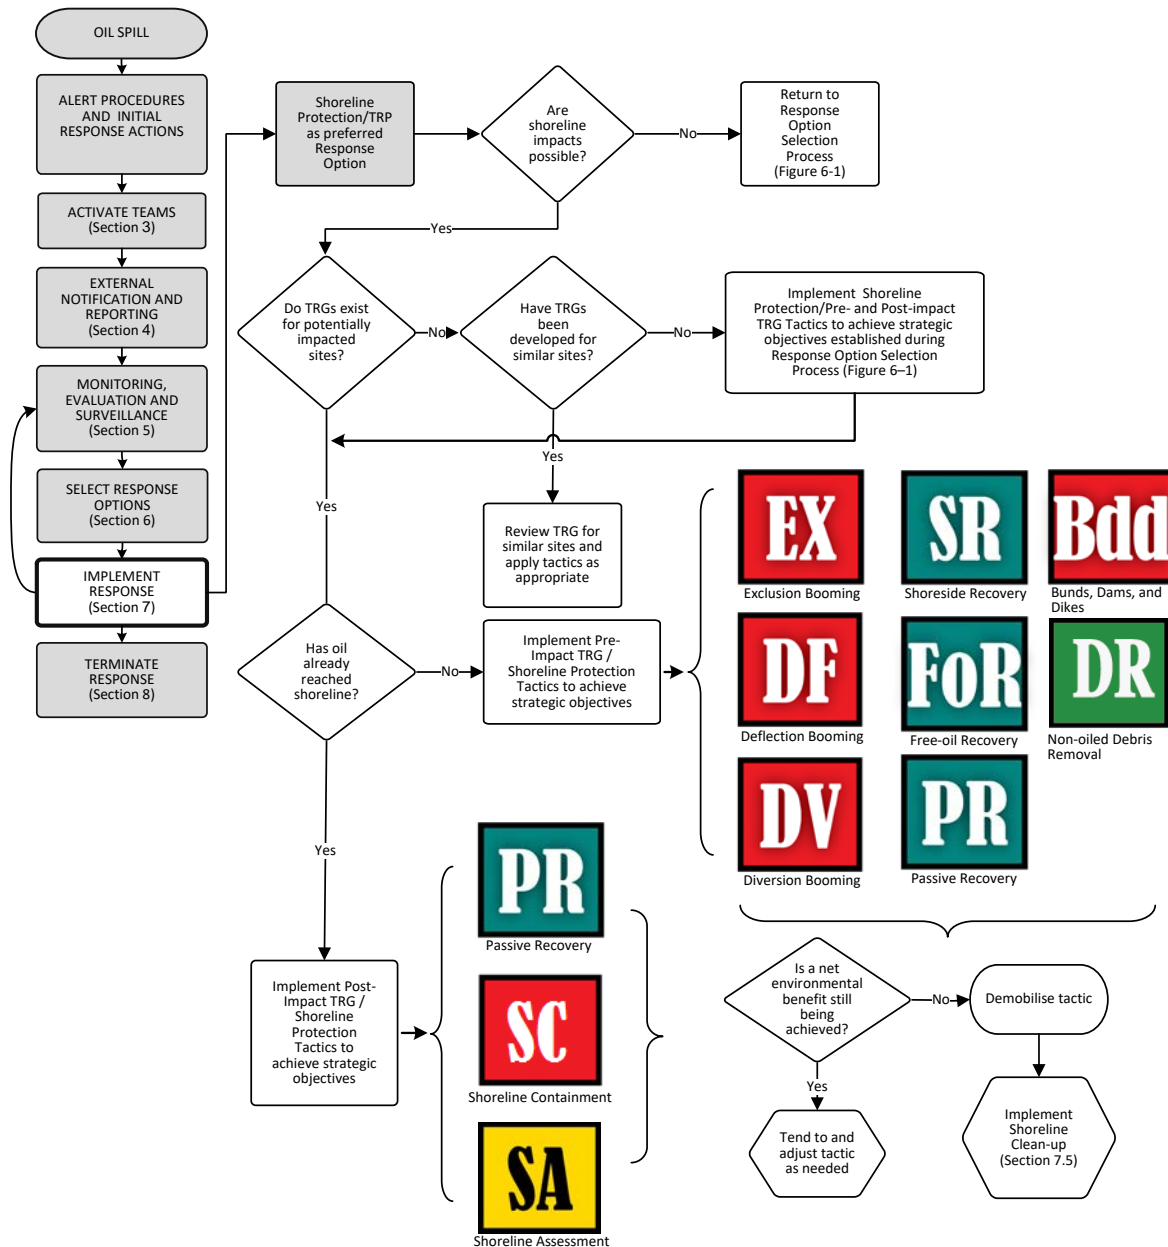 OIL SPILL
ALERT PROCEDURES
AND INITIAL
RESPONSE ACTIONS
ACTIVATE TEAMS
(Section 3)
EXTERNAL
NOTIFICATION AND
REPORTING
(Section 4)
MONITORING,
EVALUATION AND
SURVEILLANCE
(Section 5)
SELECT RESPONSE
OPTIONS
(Section 6)
IMPLEMENT
RESPONSE
(Section 7)
TERMINATE
RESPONSE
(Section 8)
Shoreline
Protection/TRP
as preferred
Response
Option
Are
shoreline
impacts
possible?
No
Return to
Response
Option
Selection
Process
(Figure 6-1)
Yes
Do TRGs exist
for potentially
impacted
sites?
No
Have TRGs
been
developed for
similar sites?
No
Implement Shoreline
Protection/Pre- and Post-impact
TRG Tactics to achieve strategic
objectives established during
Response Option Selection
Process (Figure 6–1)
Yes
Yes
Review TRG for
similar sites and
apply tactics as
appropriate
Has oil
already
reached
shoreline?
No
Implement Pre-
Impact TRG /
Shoreline Protection
Tactics to achieve
strategic objectives
EX
Exclusion Booming
SR
Shoreside Recovery
Bdd
Bunds, Dams, and
Dikes
DF
Deflection Booming
FoR
Free-oil Recovery
DR
Non-oiled Debris
Removal
DV
Diversion Booming
PR
Passive Recovery
Yes
Implement Post-
Impact TRG /
Shoreline
Protection
Tactics to
achieve strategic
objectives
PR
Passive Recovery
SC
Shoreline Containment
SA
Shoreline Assessment
Is a net
environmental
benefit still
being
achieved?
No
Demobilise tactic
Yes
Tend to and
adjust tactic
as needed
Implement
Shoreline
Clean-up
(Section 7.5)